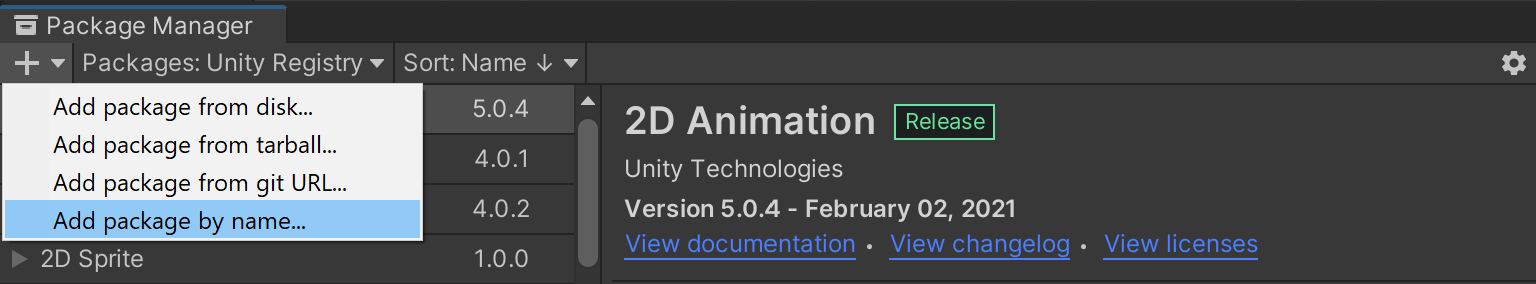 Package Manager
Packages: Unity Registry Sort: Name ↓
Add package from disk...
Add package from tarball...
Add package from git URL...
Add package by name...
5.0.4
4.0.1
4.0.2
2D Sprite 1.0.0
2D Animation Release
Unity Technologies
Version 5.0.4 - February 02, 2021
View documentation • View changelog • View licenses